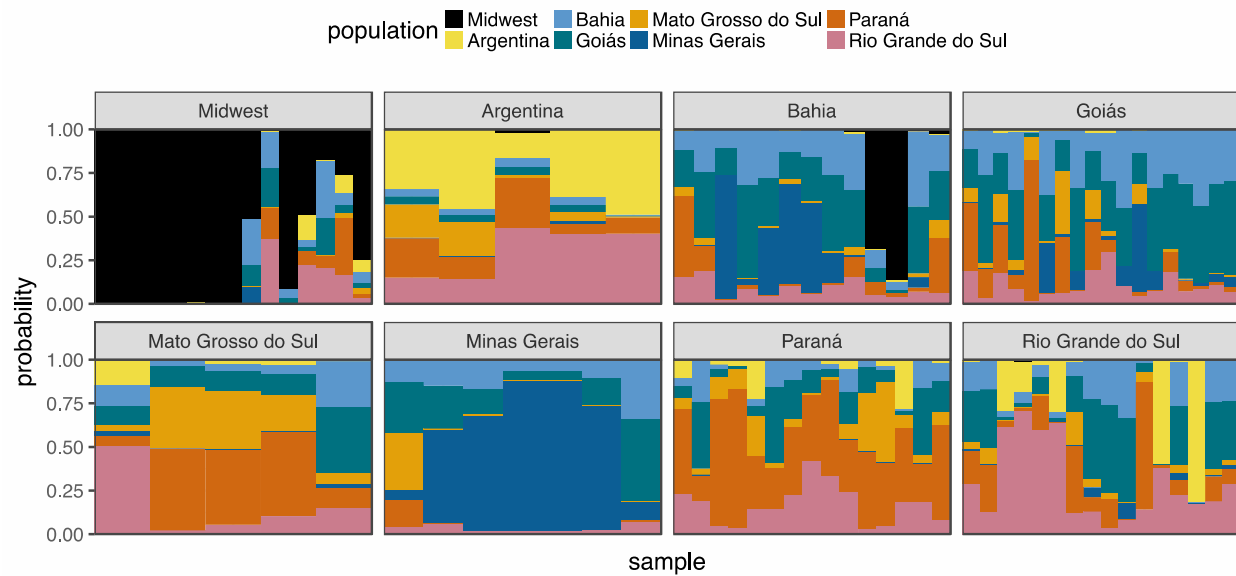 population
Midwest Bahia Mato Grosso do Sul Paraná
Argentina Goiás Minas Gerais Rio Grande do Sul
Midwest Argentina Bahia Goiás
1.00
0.75
0.50
0.25
0.00
Mato Grosso do Sul Minas Gerais Paraná Rio Grande do Sul
1.00
0.75
0.50
0.25
0.00
probability
sample